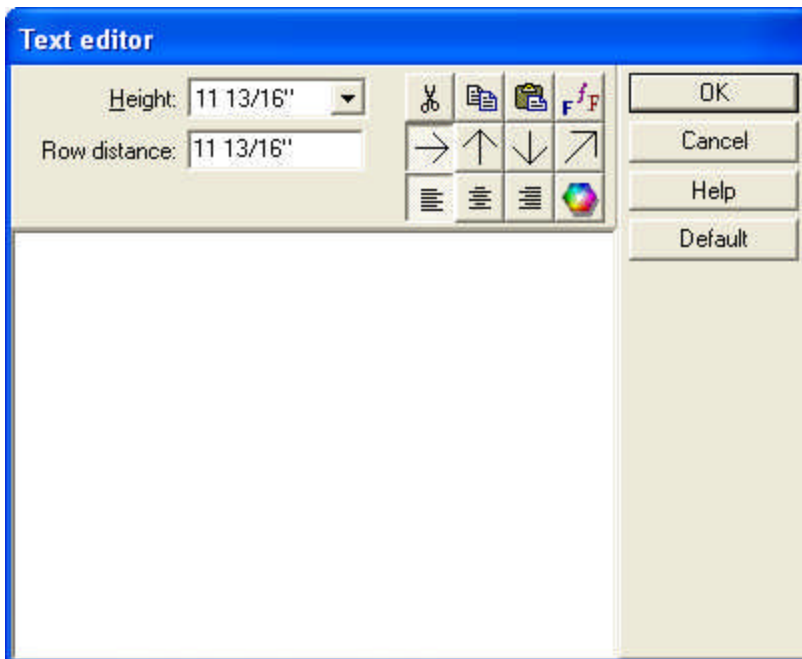 Text editor
Height: 11 13/16"
Row distance: 11 13/16"
F f F
OK
Cancel
Help
Default